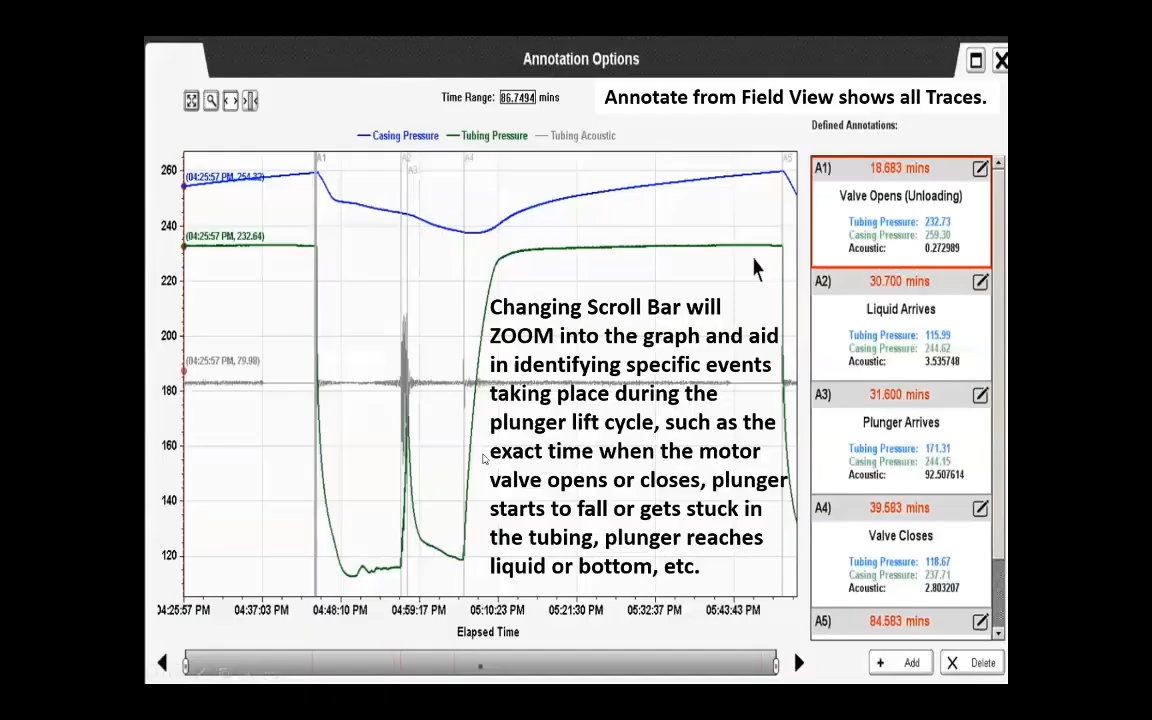 Annotation Options
Time Range: 86.7494 mins
Annotate from Field View shows all Traces.
Casing Pressure Tubing Pressure Tubing Acoustic
Defined Annotations:
A1 A2 A3 A4 A5
260
240
220
200
180
160
140
120
(04:25:57 PM, 254.32)
(04:25:57 PM, 232.64)
(04:25:57 PM, 79.98)
Changing Scroll Bar will
ZOOM into the graph and aid
in identifying specific events
taking place during the
plunger lift cycle, such as the
exact time when the motor
valve opens or closes, plunger
starts to fall or gets stuck in
the tubing, plunger reaches
liquid or bottom, etc.
04:25:57 PM 04:37:03 PM 04:48:10 PM 04:59:17 PM 05:10:23 PM 05:21:30 PM 05:32:37 PM 05:43:43 PM
Elapsed Time
A1) 18.683 mins
Valve Opens (Unloading)
Tubing Pressure: 232.73
Casing Pressure: 259.30
Acoustic: 0.272989
A2) 30.700 mins
Liquid Arrives
Tubing Pressure: 115.99
Casing Pressure: 244.62
Acoustic: 3.535748
A3) 31.600 mins
Plunger Arrives
Tubing Pressure: 171.31
Casing Pressure: 244.15
Acoustic: 92.507614
A4) 39.583 mins
Valve Closes
Tubing Pressure: 118.67
Casing Pressure: 237.71
Acoustic: 2.803207
A5) 84.583 mins
+ Add X Delete